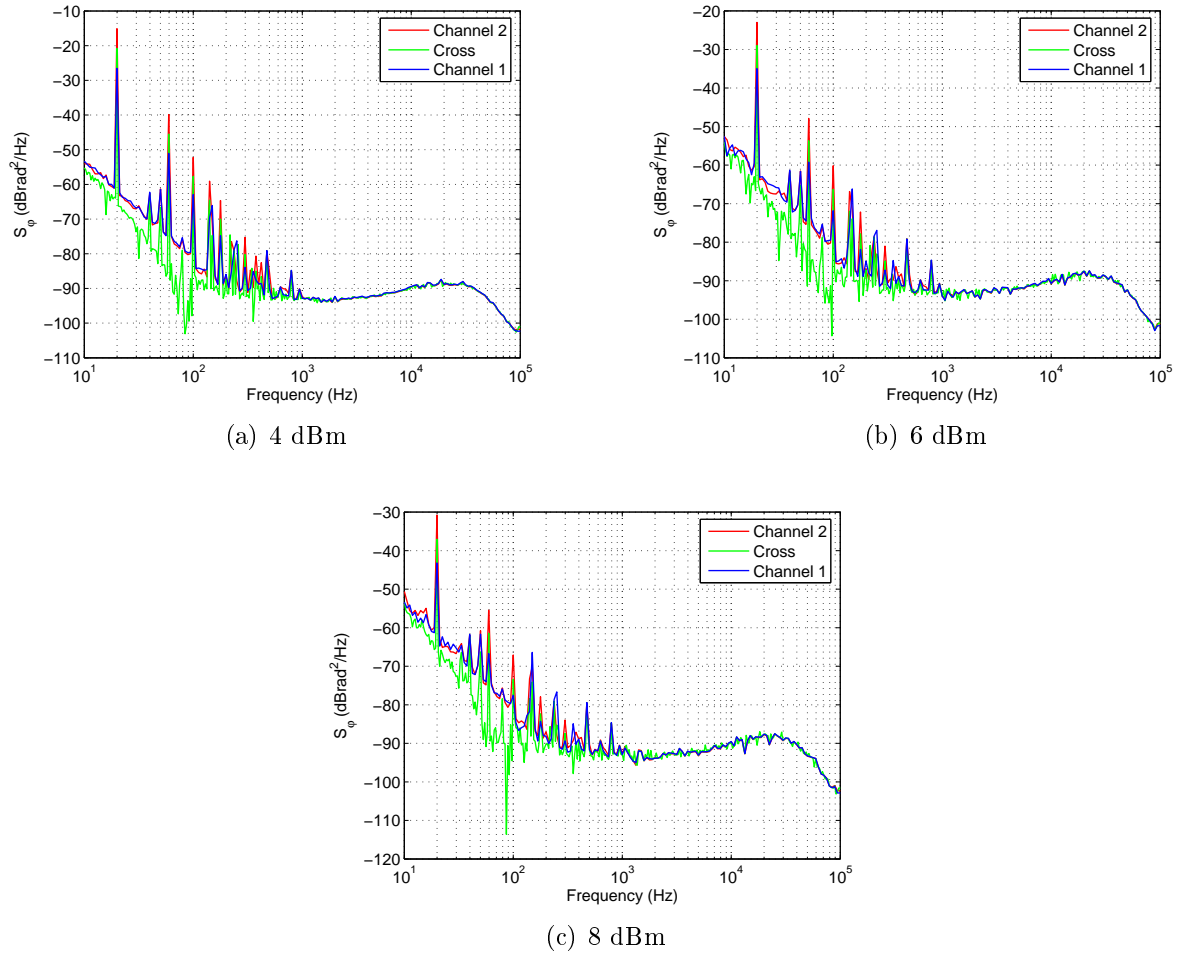 −10
−20
−30
−40
−50
−60
−70
−80
−90
−100
−110
10¹ 10² 10³ 10⁴ 10⁵
Frequency (Hz)
S_φ (dBrad²/Hz)
Channel 2
Cross
Channel 1
(a) 4 dBm
−20
−30
−40
−50
−60
−70
−80
−90
−100
−110
10¹ 10² 10³ 10⁴ 10⁵
Frequency (Hz)
S_φ (dBrad²/Hz)
Channel 2
Cross
Channel 1
(b) 6 dBm
−30
−40
−50
−60
−70
−80
−90
−100
−110
−120
10¹ 10² 10³ 10⁴ 10⁵
Frequency (Hz)
S_φ (dBrad²/Hz)
Channel 2
Cross
Channel 1
(c) 8 dBm